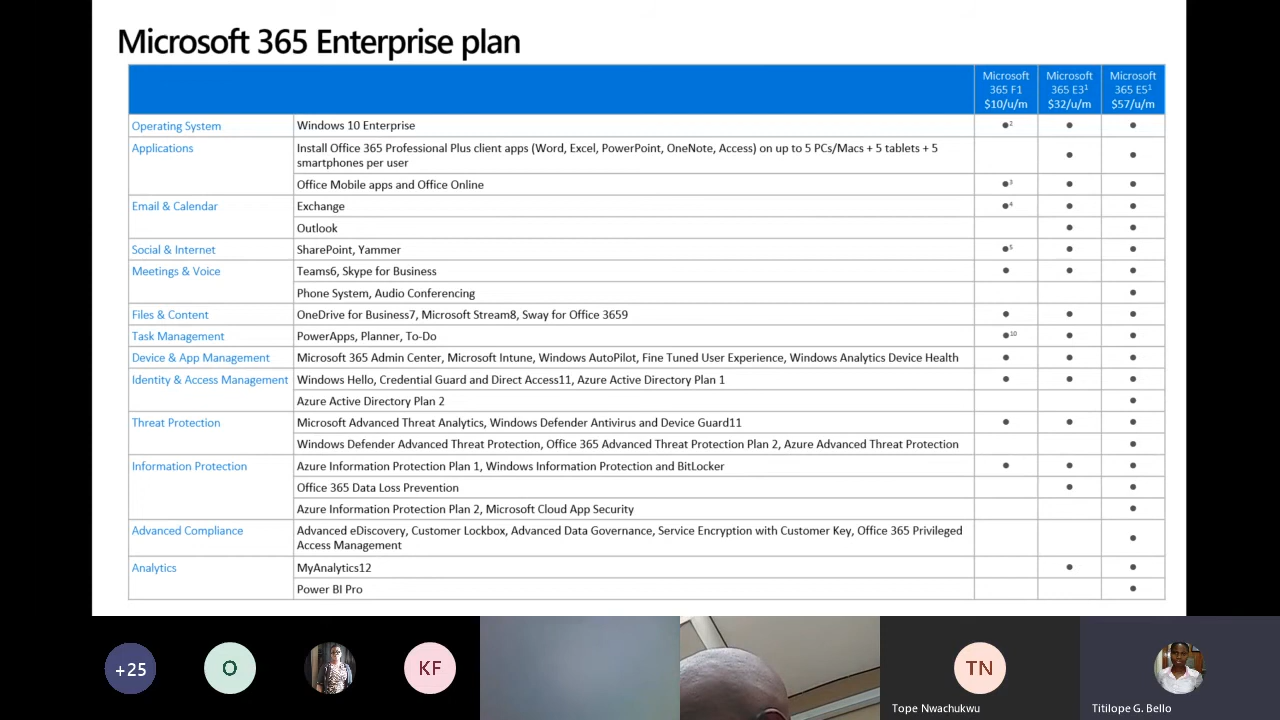 Microsoft 365 Enterprise plan
Microsoft 365 F1 $10/u/m
Microsoft 365 E3¹ $32/u/m
Microsoft 365 E5¹ $57/u/m
Operating System Windows 10 Enterprise ●² ● ●
Applications Install Office 365 Professional Plus client apps (Word, Excel, PowerPoint, OneNote, Access) on up to 5 PCs/Macs + 5 tablets + 5
smartphones per user ● ●
Office Mobile apps and Office Online ●³ ● ●
Email & Calendar Exchange ●⁴ ● ●
Outlook ● ●
Social & Internet SharePoint, Yammer ●⁵ ● ●
Meetings & Voice Teams6, Skype for Business ● ● ●
Phone System, Audio Conferencing ●
Files & Content OneDrive for Business7, Microsoft Stream8, Sway for Office 3659 ● ● ●
Task Management PowerApps, Planner, To-Do ●¹⁰ ● ●
Device & App Management Microsoft 365 Admin Center, Microsoft Intune, Windows AutoPilot, Fine Tuned User Experience, Windows Analytics Device Health ● ● ●
Identity & Access Management Windows Hello, Credential Guard and Direct Access11, Azure Active Directory Plan 1 ● ● ●
Azure Active Directory Plan 2 ●
Threat Protection Microsoft Advanced Threat Analytics, Windows Defender Antivirus and Device Guard11 ● ● ●
Windows Defender Advanced Threat Protection, Office 365 Advanced Threat Protection Plan 2, Azure Advanced Threat Protection ●
Information Protection Azure Information Protection Plan 1, Windows Information Protection and BitLocker ● ● ●
Office 365 Data Loss Prevention ● ●
Azure Information Protection Plan 2, Microsoft Cloud App Security ●
Advanced Compliance Advanced eDiscovery, Customer Lockbox, Advanced Data Governance, Service Encryption with Customer Key, Office 365 Privileged
Access Management ●
Analytics MyAnalytics12 ● ●
Power BI Pro ●
+25 O KF TN
Tope Nwachukwu Titilope G. Bello